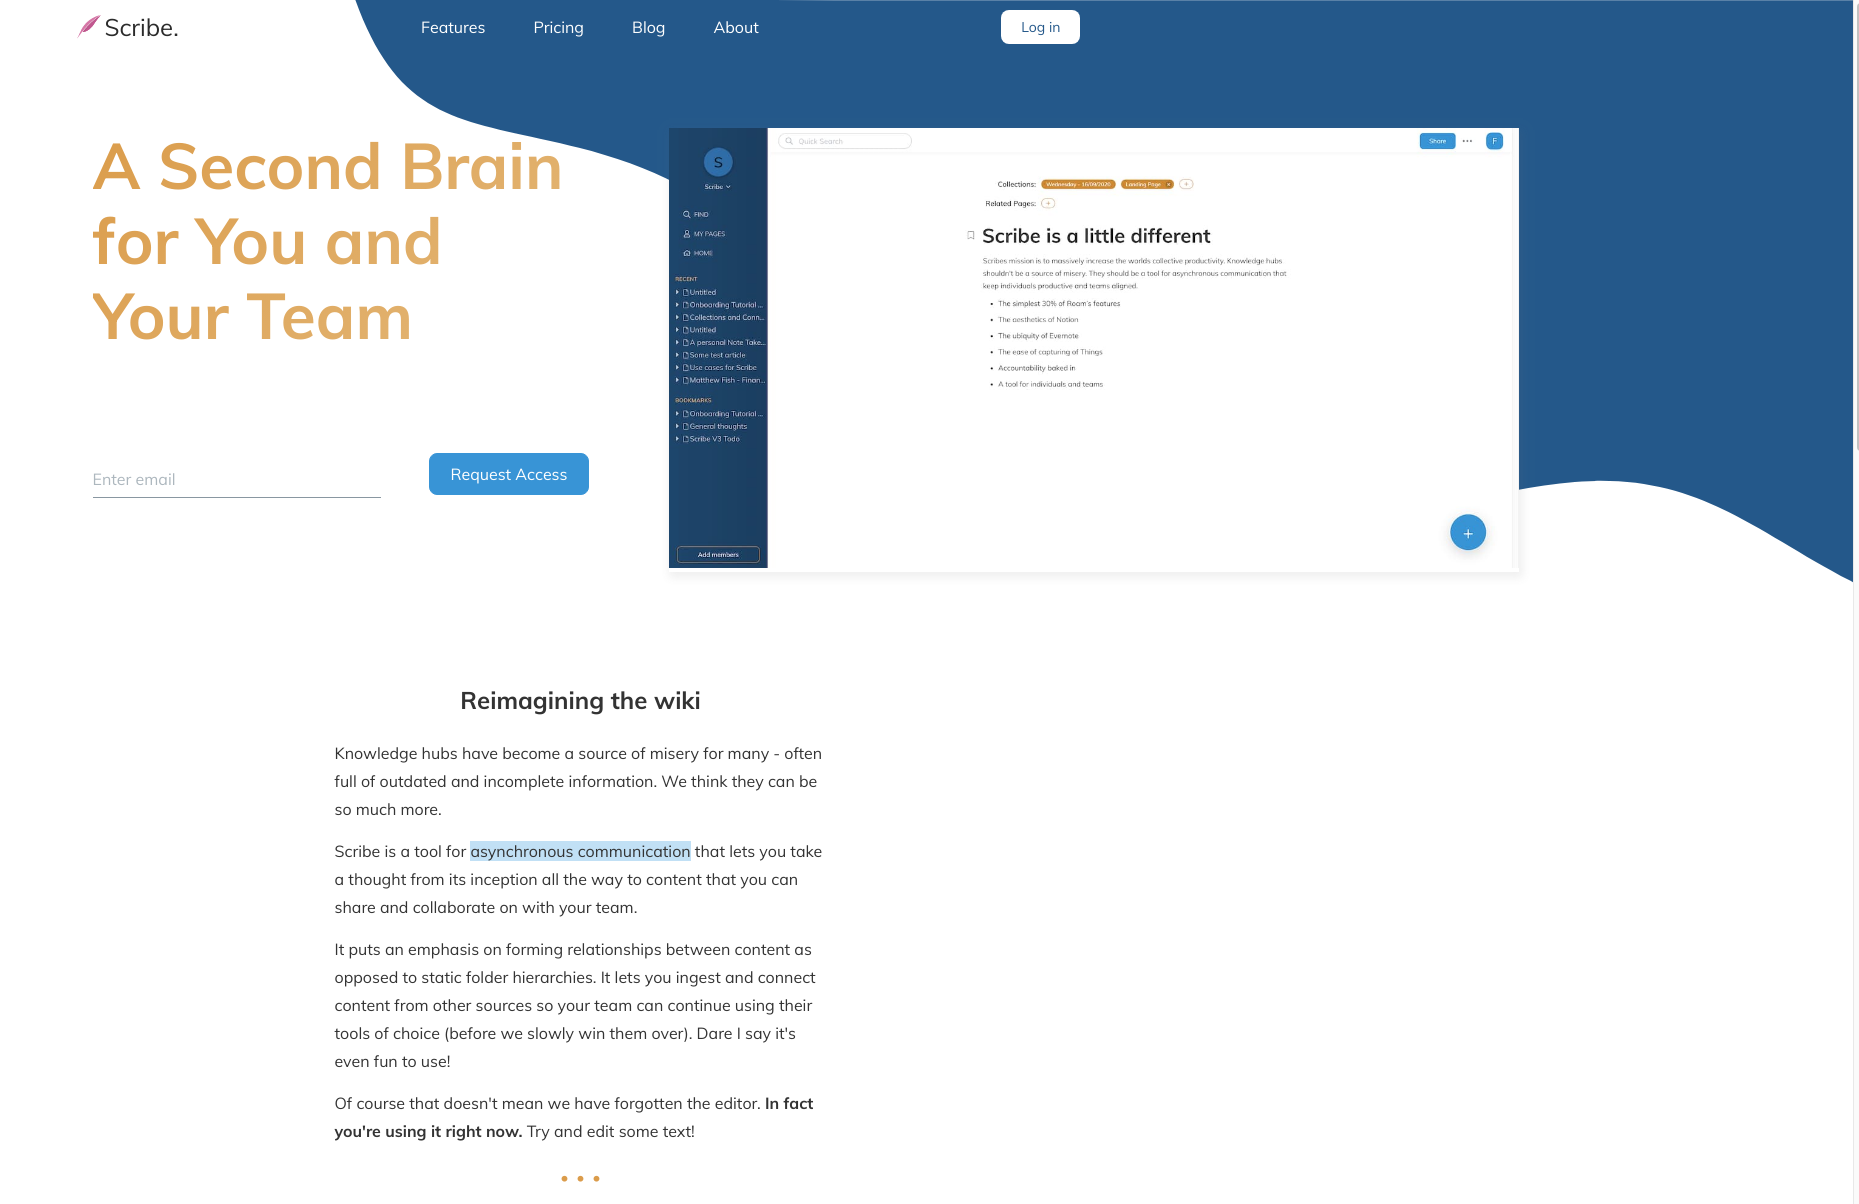 Scribe.
Features
Pricing
Blog
About
Log in
A Second Brain
for You and
Your Team
Enter email
Request Access
S
Scribe
FIND
MY PAGES
HOME
RECENT
Untitled
Onboarding Tutorial ...
Collections and Conn...
Untitled
A personal Note Take...
Some test article
Use cases for Scribe
Matthew Fish - Finan...
BOOKMARKS
Onboarding Tutorial ...
General thoughts
Scribe V3 Todo
Add members
Quick Search
Share
F
Collections: Wednesday - 16/09/2020 Landing Page × +
Related Pages: +
Scribe is a little different
Scribes mission is to massively increase the worlds collective productivity. Knowledge hubs
shouldn't be a source of misery. They should be a tool for asynchronous communication that
keep individuals productive and teams aligned.
• The simplest 30% of Roam's features
• The aesthetics of Notion
• The ubiquity of Evernote
• The ease of capturing of Things
• Accountability baked in
• A tool for individuals and teams
+
Reimagining the wiki
Knowledge hubs have become a source of misery for many - often
full of outdated and incomplete information. We think they can be
so much more.
Scribe is a tool for asynchronous communication that lets you take
a thought from its inception all the way to content that you can
share and collaborate on with your team.
It puts an emphasis on forming relationships between content as
opposed to static folder hierarchies. It lets you ingest and connect
content from other sources so your team can continue using their
tools of choice (before we slowly win them over). Dare I say it's
even fun to use!
Of course that doesn't mean we have forgotten the editor. In fact
you're using it right now. Try and edit some text!